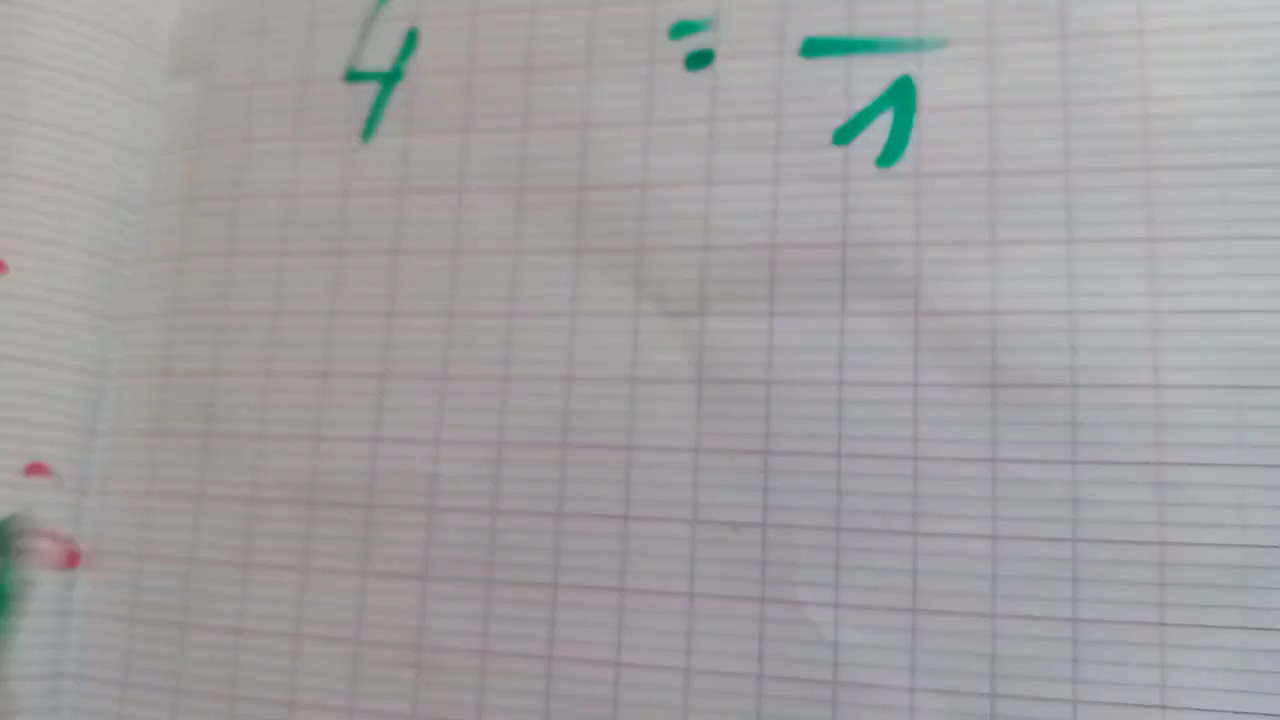 4 = —
1